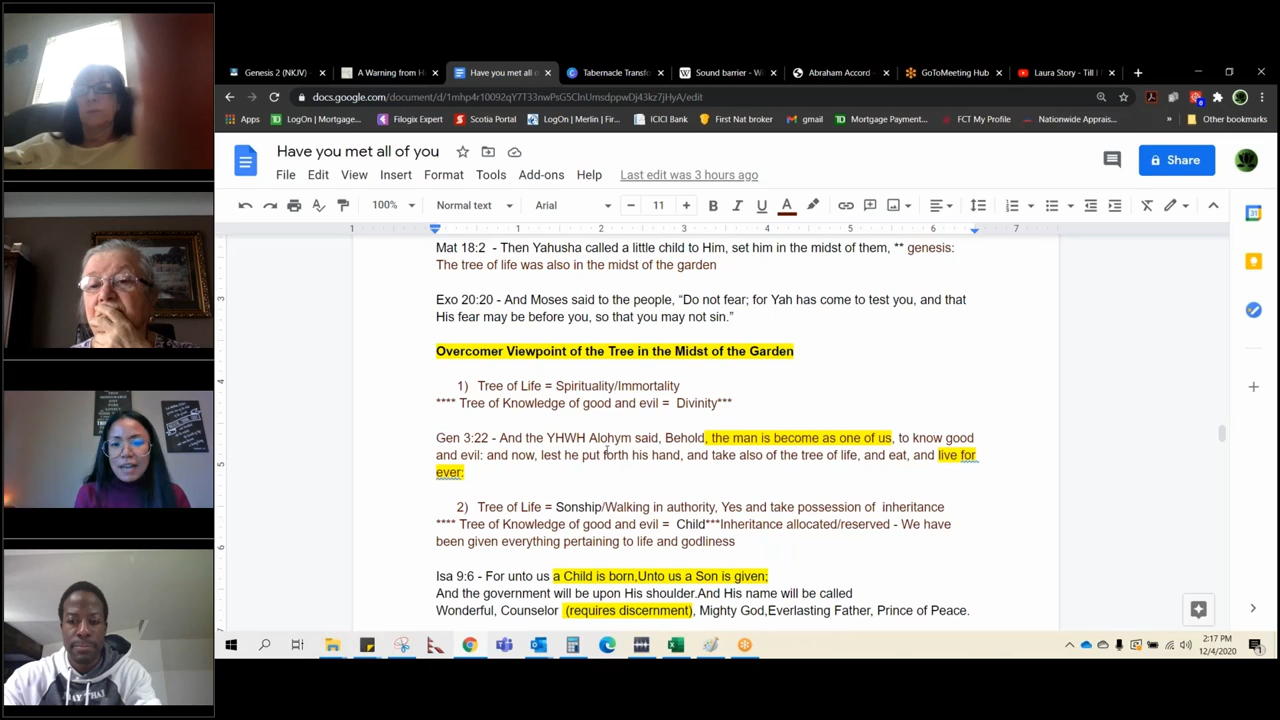 Genesis 2 (NKJV) -
A Warning from H
Have you met all o
Tabernacle Transfo
Sound barrier - Wi
Abraham Accord -
GoToMeeting Hub
Laura Story - Till I
docs.google.com/document/d/1mhp4r10092qY7T33nwPsG5ClnUmsdppwDj43kz7jHyA/edit
Apps
LogOn | Mortgage...
Filogix Expert
Scotia Portal
LogOn | Merlin | Fir...
ICICI Bank
First Nat broker
gmail
Mortgage Payment...
FCT My Profile
Nationwide Apprais...
»
Other bookmarks
Have you met all of you
File Edit View Insert Format Tools Add-ons Help Last edit was 3 hours ago
Share
100% Normal text Arial 11
1 1 2 3 4 5 6 7
Mat 18:2 - Then Yahusha called a little child to Him, set him in the midst of them, ** genesis:
The tree of life was also in the midst of the garden
Exo 20:20 - And Moses said to the people, “Do not fear; for Yah has come to test you, and that
His fear may be before you, so that you may not sin.”
Overcomer Viewpoint of the Tree in the Midst of the Garden
1) Tree of Life = Spirituality/Immortality
**** Tree of Knowledge of good and evil = Divinity***
Gen 3:22 - And the YHWH Alohym said, Behold, the man is become as one of us, to know good
and evil: and now, lest he put forth his hand, and take also of the tree of life, and eat, and live for
ever:
2) Tree of Life = Sonship/Walking in authority, Yes and take possession of inheritance
**** Tree of Knowledge of good and evil = Child***Inheritance allocated/reserved - We have
been given everything pertaining to life and godliness
Isa 9:6 - For unto us a Child is born,Unto us a Son is given;
And the government will be upon His shoulder.And His name will be called
Wonderful, Counselor (requires discernment), Mighty God,Everlasting Father, Prince of Peace.
3
4
5
6
2:17 PM
12/4/2020